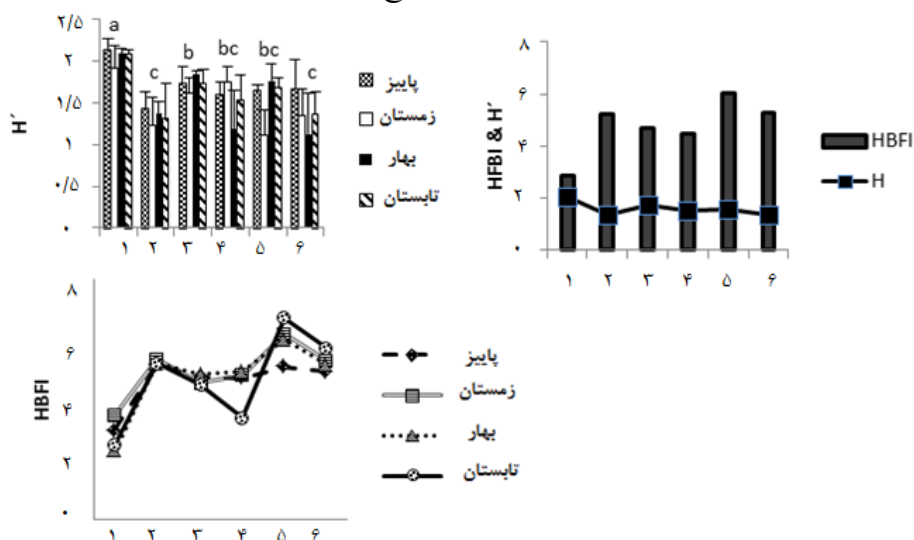 ۲/۵
۲
۱/۵
۱
۰/۵
۰
H´
a
c
b
bc
bc
c
۱ ۲ ۳ ۴ ۵ ۶
پاییز
زمستان
بهار
تابستان
۸
۶
۴
۲
۰
HFBI & H´
۱ ۲ ۳ ۴ ۵ ۶
HBFI
H
۸
۶
۴
۲
۰
HBFI
۱ ۲ ۳ ۴ ۵ ۶
پاییز
زمستان
بهار
تابستان